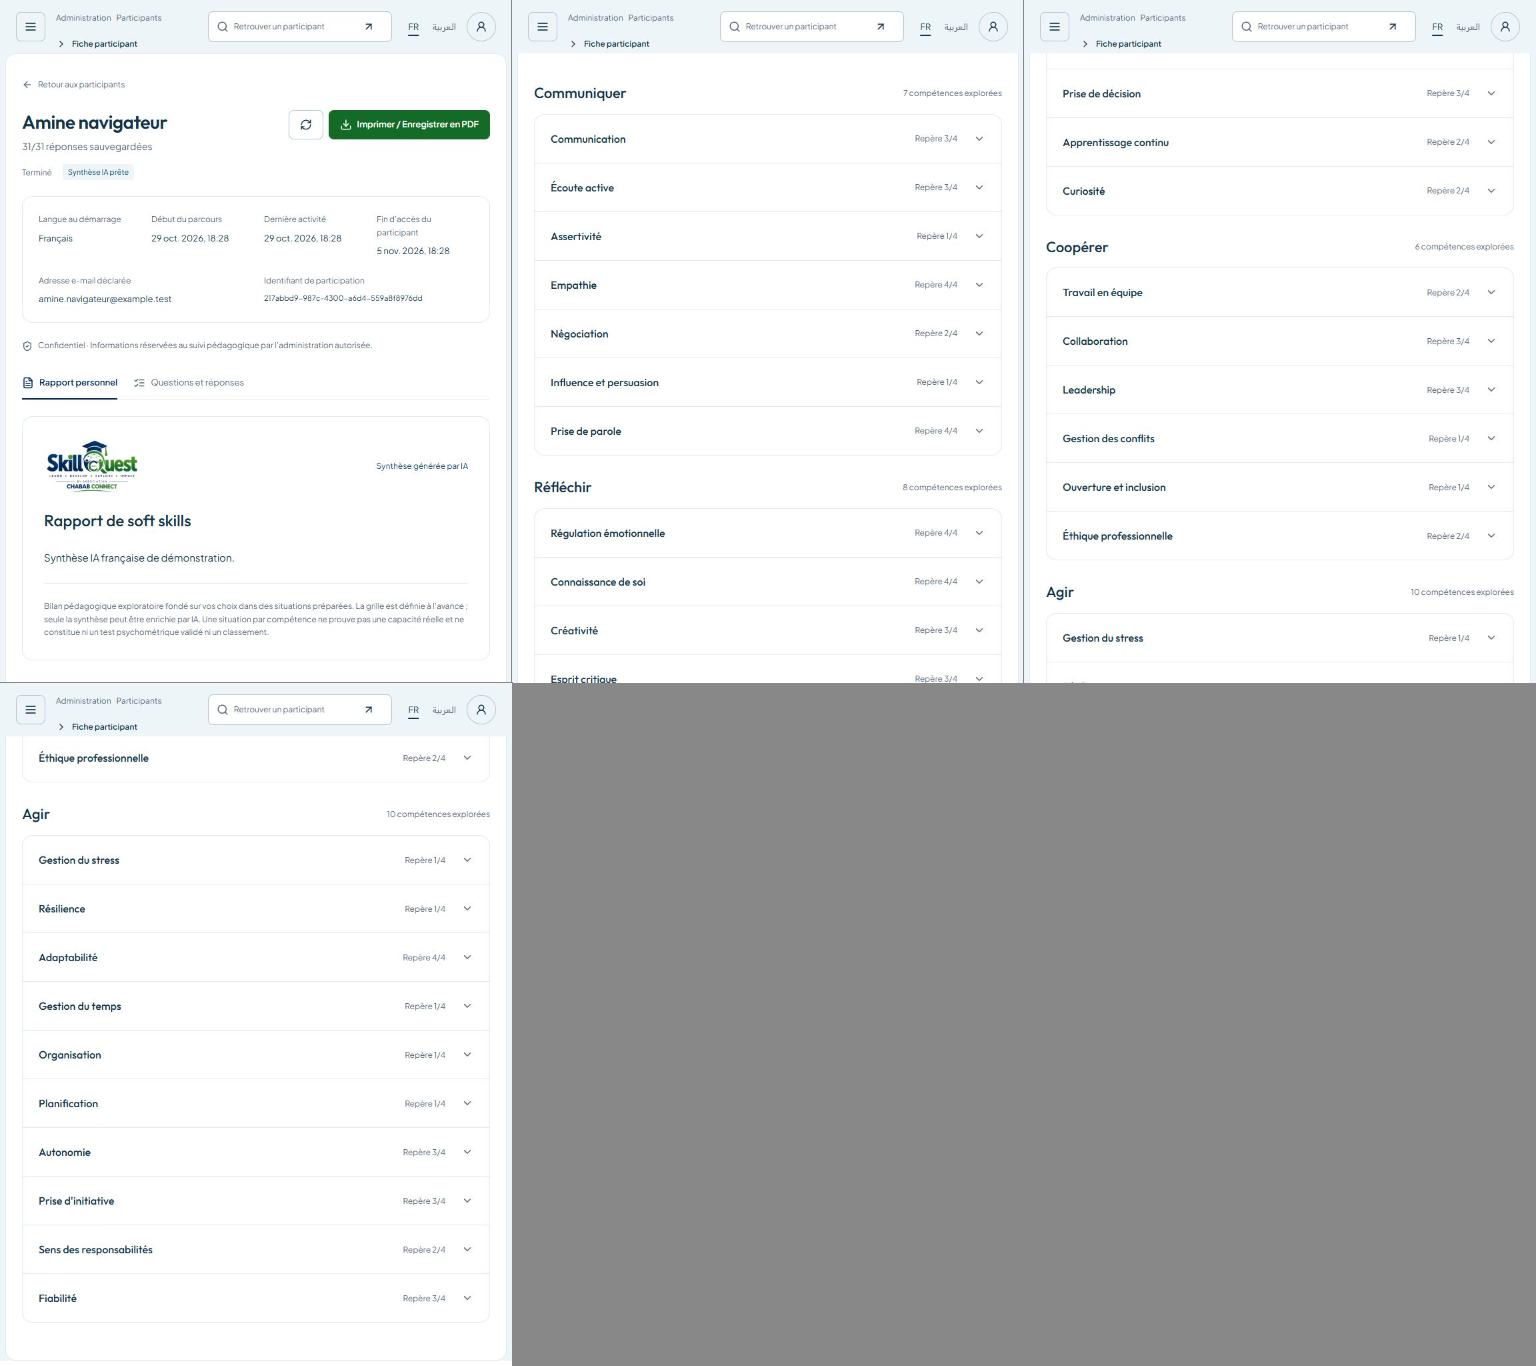 Administration Participants
Retrouver un participant
FR العربية
Fiche participant
Retour aux participants
Amine navigateur
Imprimer / Enregistrer en PDF
31/31 réponses sauvegardées
Terminé Synthèse IA prête
Langue au démarrage Début du parcours Dernière activité Fin d'accès du participant
Français 29 oct. 2026, 18:28 29 oct. 2026, 18:28 5 nov. 2026, 18:28
Adresse e-mail déclarée Identifiant de participation
amine.navigateur@example.test 217abbd9-987c-4300-a6d4-559a8f8976dd
Confidentiel · Informations réservées au suivi pédagogique par l'administration autorisée.
Rapport personnel Questions et réponses
SkillQuest
BY ASSOCIATION
CHABAB CONNECT
Synthèse générée par IA
Rapport de soft skills
Synthèse IA française de démonstration.
Bilan pédagogique exploratoire fondé sur vos choix dans des situations préparées. La grille est définie à l'avance ;
seule la synthèse peut être enrichie par IA. Une situation par compétence ne prouve pas une capacité réelle et ne
constitue ni un test psychométrique validé ni un classement.
Administration Participants
Retrouver un participant
FR العربية
Fiche participant
Communiquer 7 compétences explorées
Communication Repère 3/4
Écoute active Repère 3/4
Assertivité Repère 1/4
Empathie Repère 4/4
Négociation Repère 2/4
Influence et persuasion Repère 1/4
Prise de parole Repère 4/4
Réfléchir 8 compétences explorées
Régulation émotionnelle Repère 4/4
Connaissance de soi Repère 4/4
Créativité Repère 3/4
Esprit critique Repère 3/4
Administration Participants
Retrouver un participant
FR العربية
Fiche participant
Prise de décision Repère 3/4
Apprentissage continu Repère 2/4
Curiosité Repère 2/4
Coopérer 6 compétences explorées
Travail en équipe Repère 2/4
Collaboration Repère 3/4
Leadership Repère 3/4
Gestion des conflits Repère 1/4
Ouverture et inclusion Repère 1/4
Éthique professionnelle Repère 2/4
Agir 10 compétences explorées
Gestion du stress Repère 1/4
Administration Participants
Retrouver un participant
FR العربية
Fiche participant
Éthique professionnelle Repère 2/4
Agir 10 compétences explorées
Gestion du stress Repère 1/4
Résilience Repère 1/4
Adaptabilité Repère 4/4
Gestion du temps Repère 1/4
Organisation Repère 1/4
Planification Repère 1/4
Autonomie Repère 3/4
Prise d'initiative Repère 3/4
Sens des responsabilités Repère 2/4
Fiabilité Repère 3/4